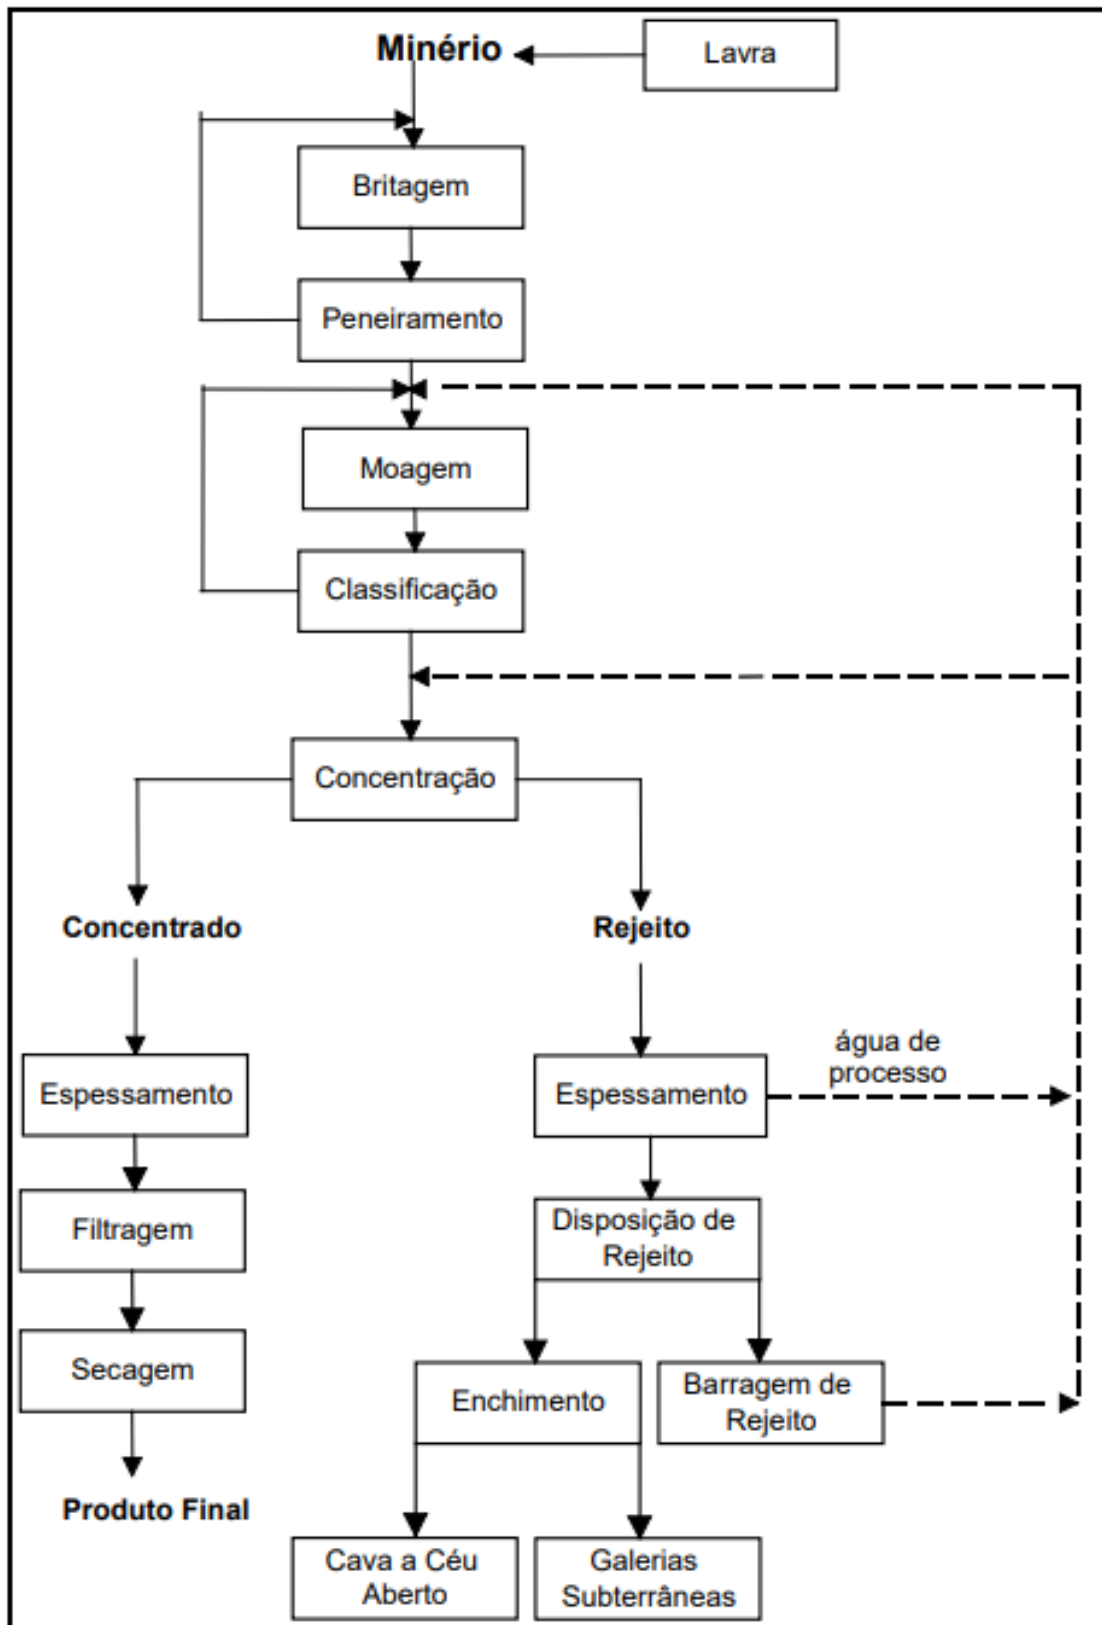 Minério
Lavra
Britagem
Peneiramento
Moagem
Classificação
Concentração
Concentrado
Rejeito
água de
processo
Espessamento
Espessamento
Filtragem
Disposição de
Rejeito
Secagem
Enchimento
Barragem de
Rejeito
Produto Final
Cava a Céu
Aberto
Galerias
Subterrâneas